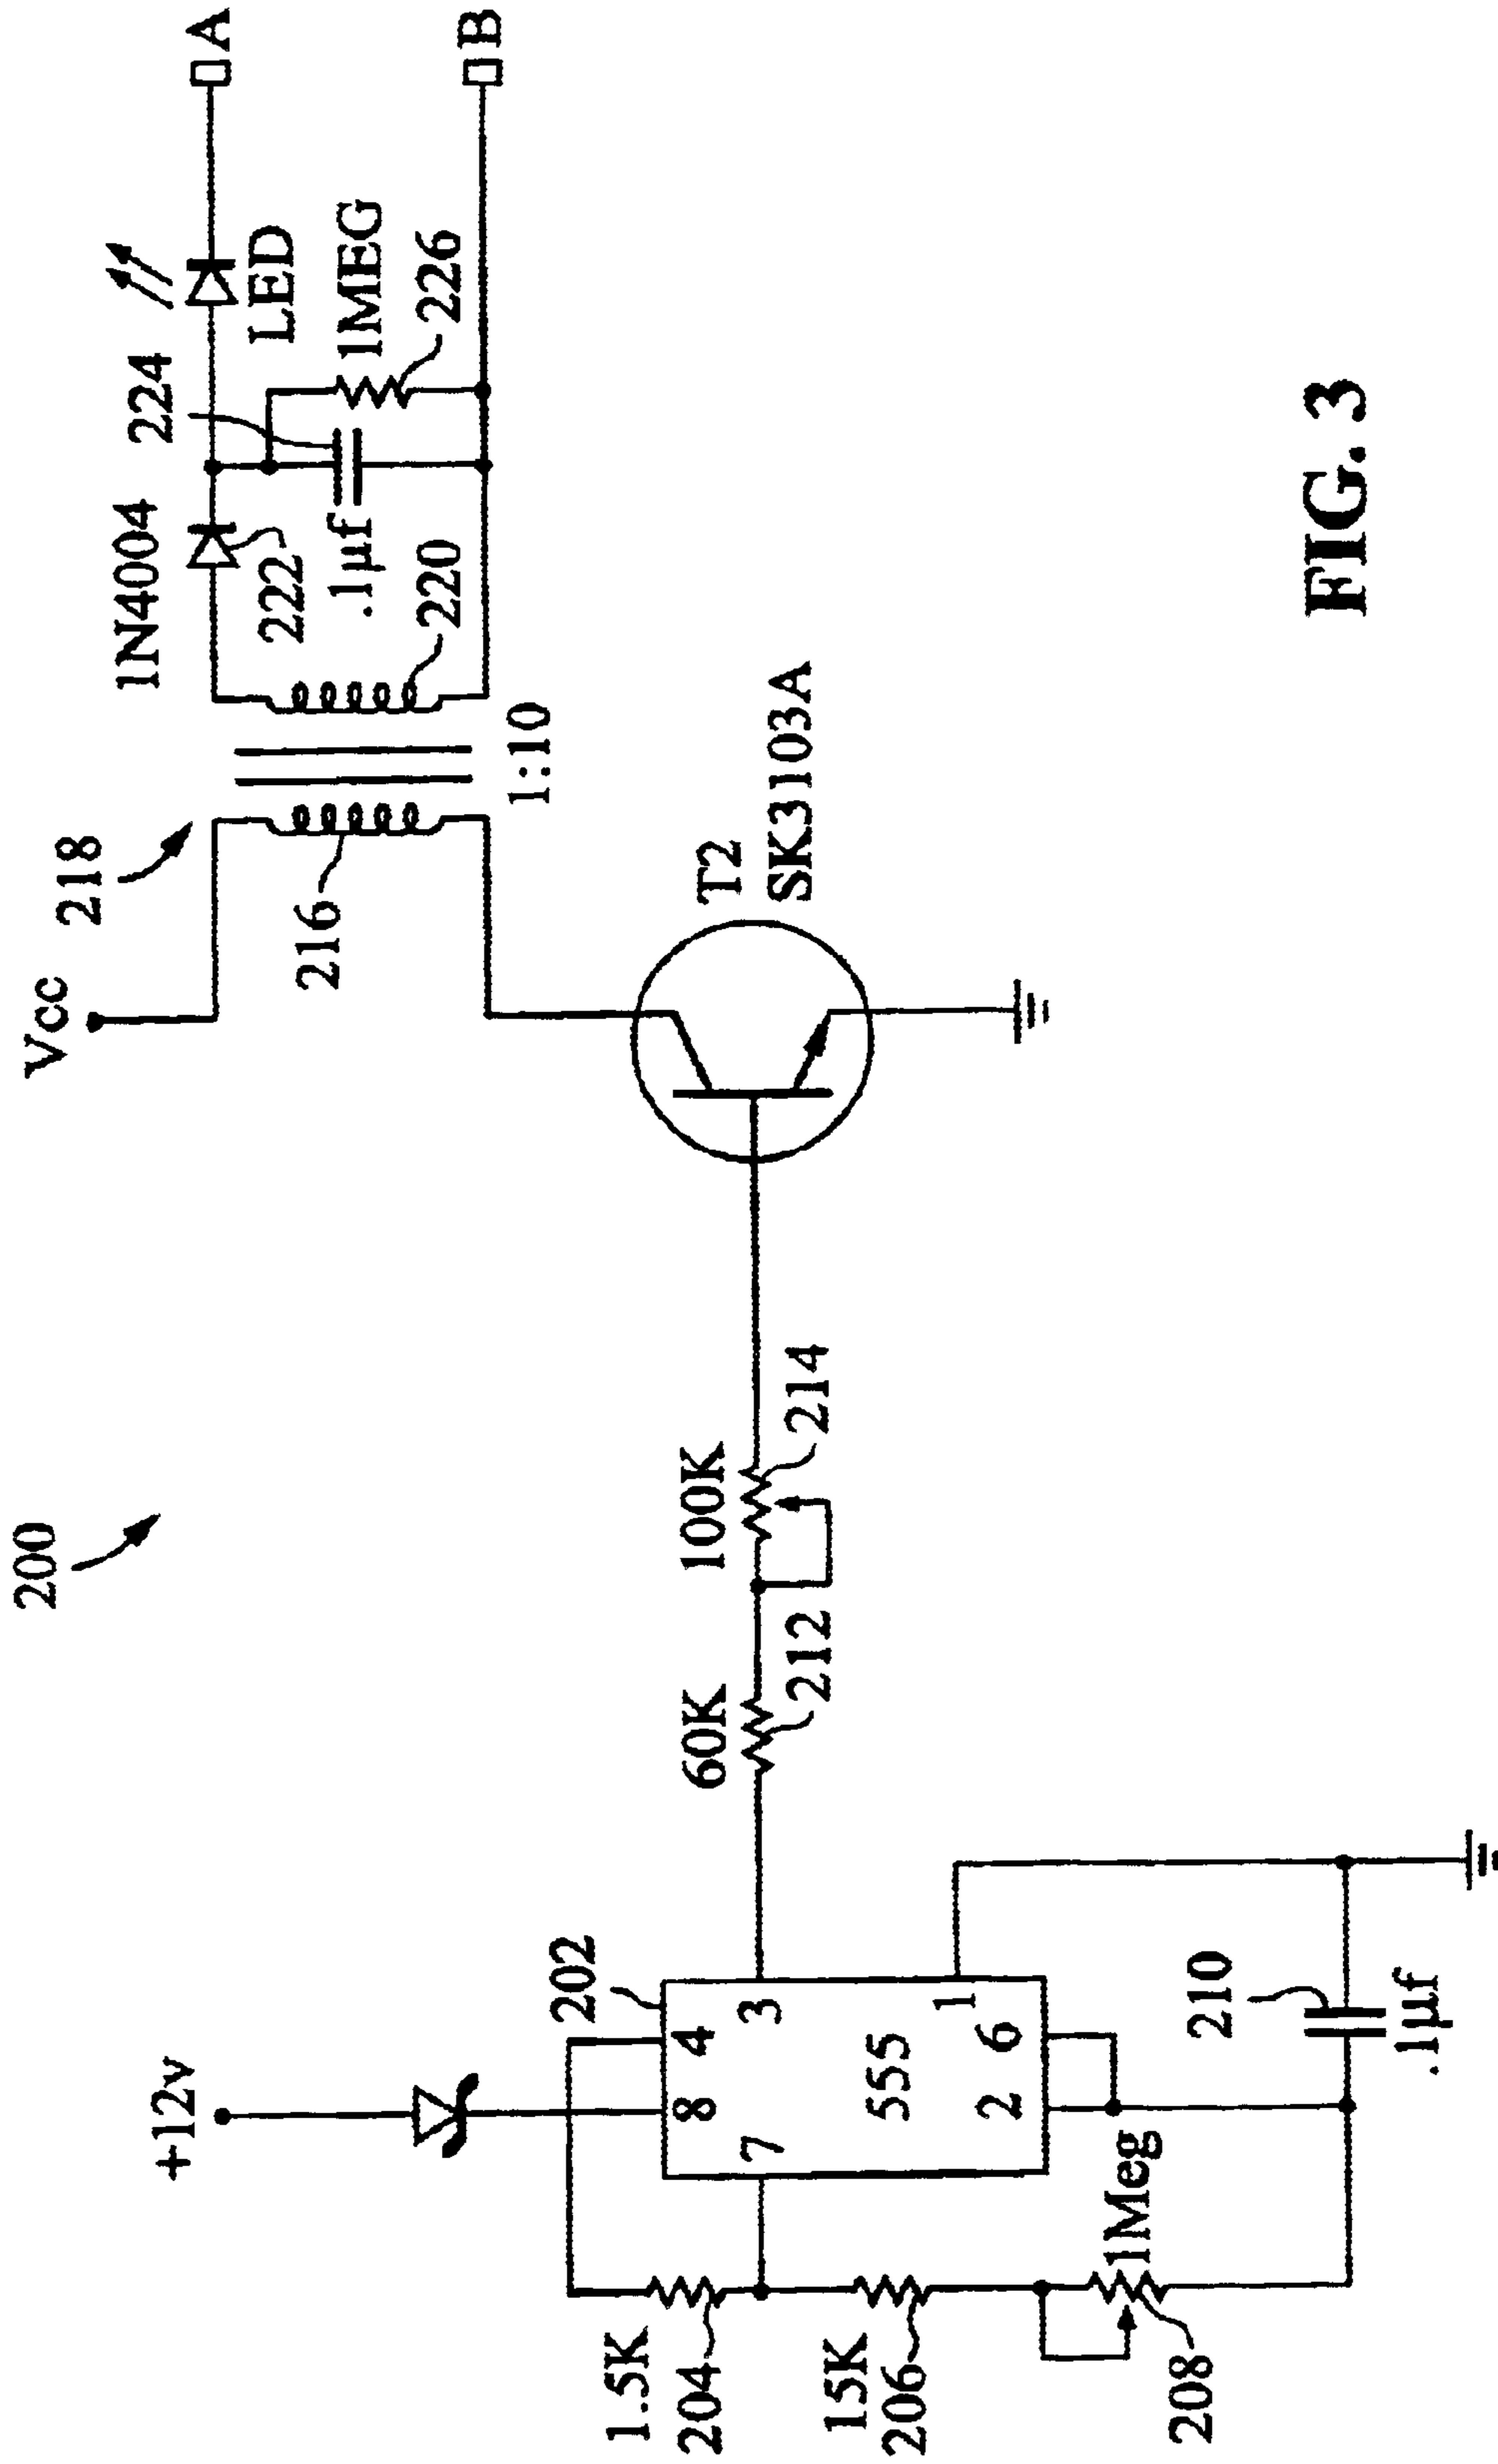 200
+12v
202
4
8
7
3
555
1
2
6
1.5K
204
15K
206
1Meg
208
210
.1µf
60K
212
100K
214
T2
SK3103A
Vcc
218
216
1:10
220
1N4004
222
224
.1µf
LED
1MEG
226
A
B
FIG. 3